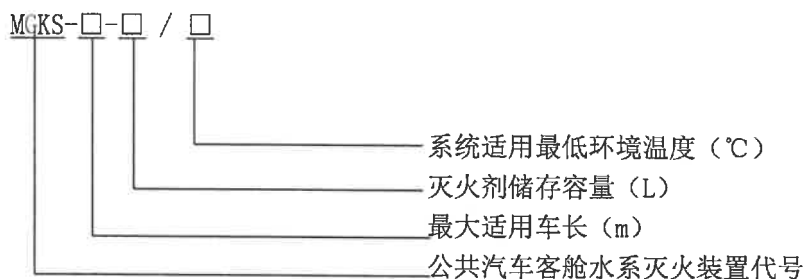 MGKS-□-□ / □
系统适用最低环境温度（℃）
灭火剂储存容量（L）
最大适用车长（m）
公共汽车客舱水系灭火装置代号